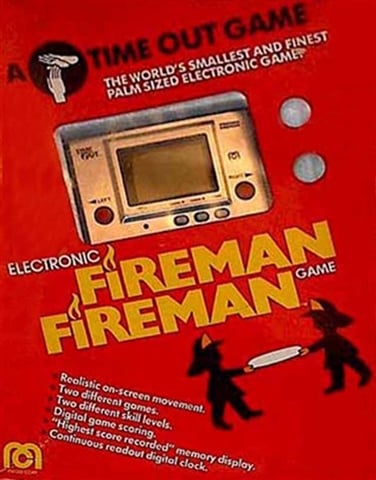 A TIME OUT GAME
THE WORLD'S SMALLEST AND FINEST
PALM SIZED ELECTRONIC GAME.
TIME OUT
LEFT
RIGHT
ELECTRONIC
FIREMAN
FIREMAN
GAME
Realistic on-screen movement.
Two different games.
Two different skill levels.
Digital game scoring.
"Highest score recorded" memory display.
Continuous readout digital clock.